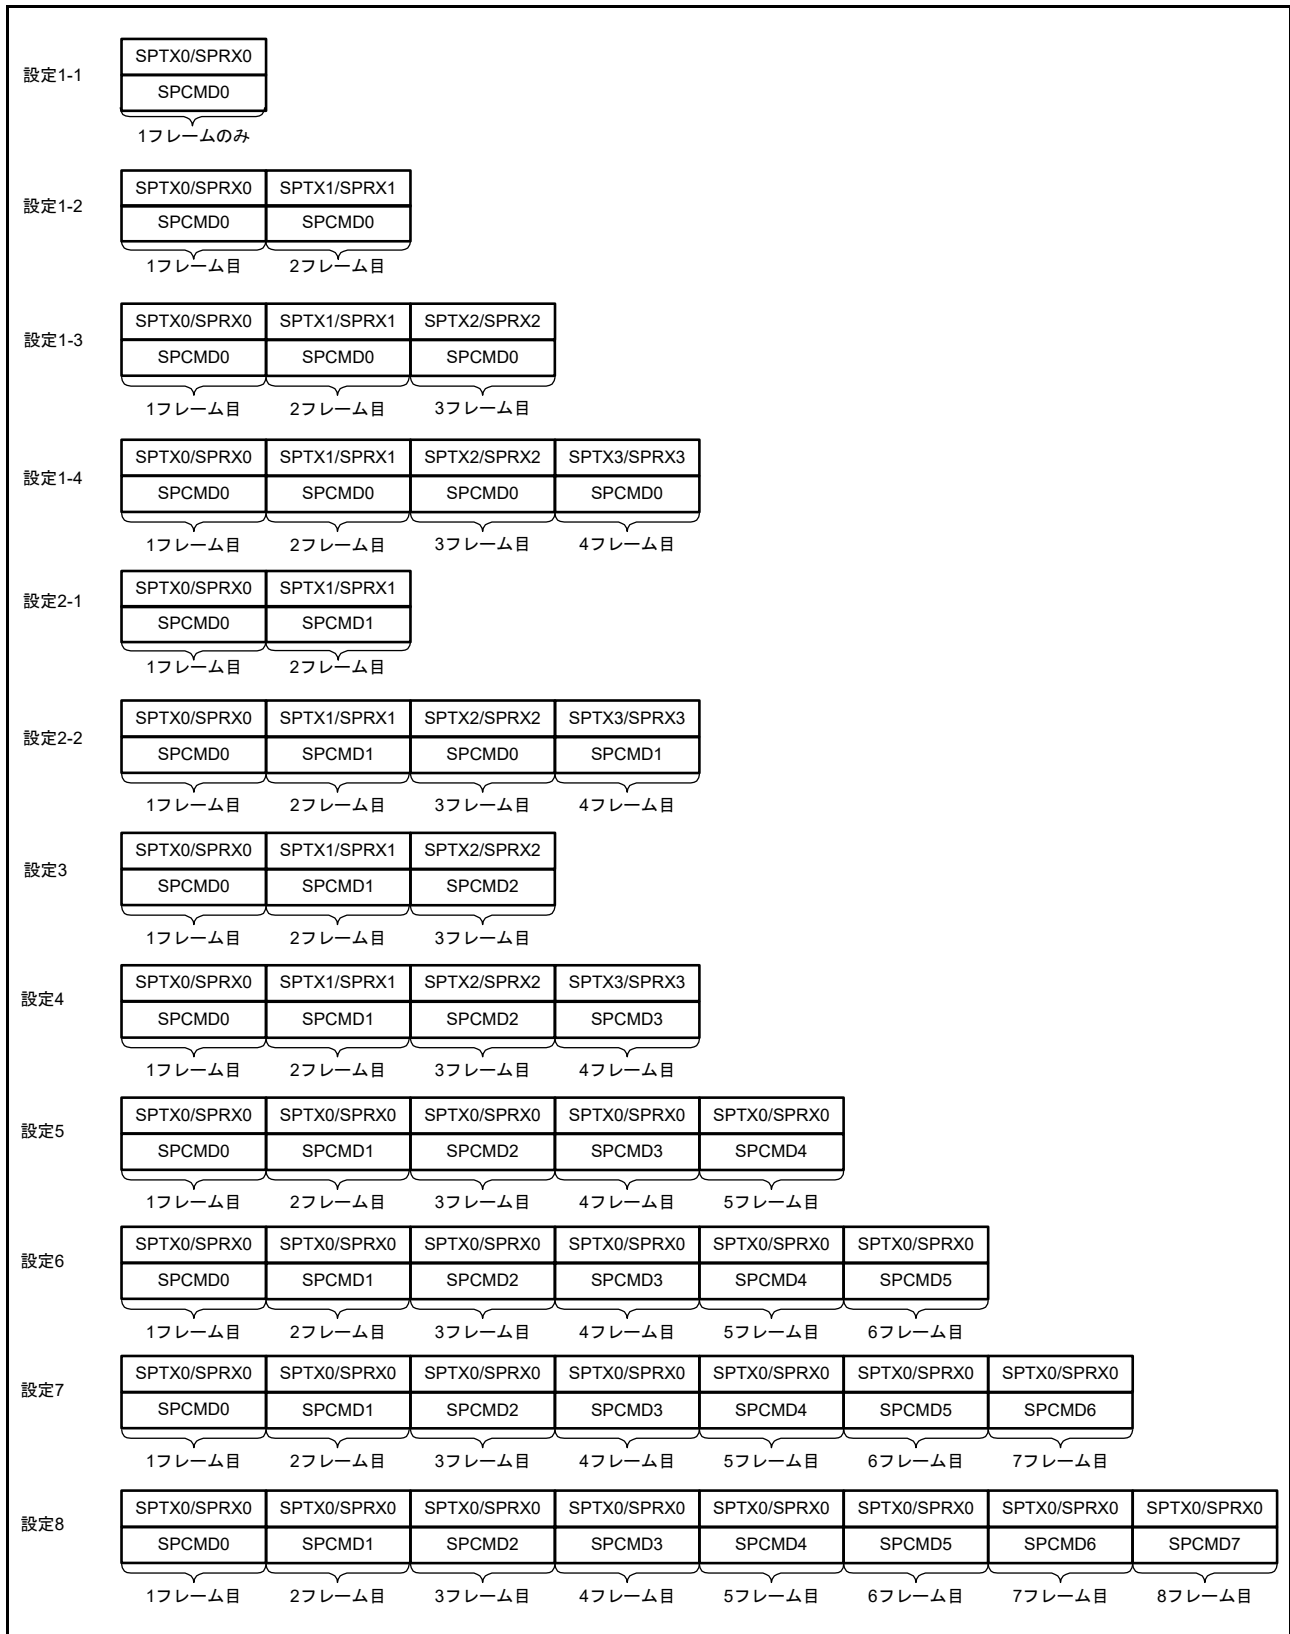 設定1-1
SPTX0/SPRX0
SPCMD0
1フレームのみ
設定1-2
SPTX0/SPRX0 SPTX1/SPRX1
SPCMD0 SPCMD0
1フレーム目 2フレーム目
設定1-3
SPTX0/SPRX0 SPTX1/SPRX1 SPTX2/SPRX2
SPCMD0 SPCMD0 SPCMD0
1フレーム目 2フレーム目 3フレーム目
設定1-4
SPTX0/SPRX0 SPTX1/SPRX1 SPTX2/SPRX2 SPTX3/SPRX3
SPCMD0 SPCMD0 SPCMD0 SPCMD0
1フレーム目 2フレーム目 3フレーム目 4フレーム目
設定2-1
SPTX0/SPRX0 SPTX1/SPRX1
SPCMD0 SPCMD1
1フレーム目 2フレーム目
設定2-2
SPTX0/SPRX0 SPTX1/SPRX1 SPTX2/SPRX2 SPTX3/SPRX3
SPCMD0 SPCMD1 SPCMD0 SPCMD1
1フレーム目 2フレーム目 3フレーム目 4フレーム目
設定3
SPTX0/SPRX0 SPTX1/SPRX1 SPTX2/SPRX2
SPCMD0 SPCMD1 SPCMD2
1フレーム目 2フレーム目 3フレーム目
設定4
SPTX0/SPRX0 SPTX1/SPRX1 SPTX2/SPRX2 SPTX3/SPRX3
SPCMD0 SPCMD1 SPCMD2 SPCMD3
1フレーム目 2フレーム目 3フレーム目 4フレーム目
設定5
SPTX0/SPRX0 SPTX0/SPRX0 SPTX0/SPRX0 SPTX0/SPRX0 SPTX0/SPRX0
SPCMD0 SPCMD1 SPCMD2 SPCMD3 SPCMD4
1フレーム目 2フレーム目 3フレーム目 4フレーム目 5フレーム目
設定6
SPTX0/SPRX0 SPTX0/SPRX0 SPTX0/SPRX0 SPTX0/SPRX0 SPTX0/SPRX0 SPTX0/SPRX0
SPCMD0 SPCMD1 SPCMD2 SPCMD3 SPCMD4 SPCMD5
1フレーム目 2フレーム目 3フレーム目 4フレーム目 5フレーム目 6フレーム目
設定7
SPTX0/SPRX0 SPTX0/SPRX0 SPTX0/SPRX0 SPTX0/SPRX0 SPTX0/SPRX0 SPTX0/SPRX0 SPTX0/SPRX0
SPCMD0 SPCMD1 SPCMD2 SPCMD3 SPCMD4 SPCMD5 SPCMD6
1フレーム目 2フレーム目 3フレーム目 4フレーム目 5フレーム目 6フレーム目 7フレーム目
設定8
SPTX0/SPRX0 SPTX0/SPRX0 SPTX0/SPRX0 SPTX0/SPRX0 SPTX0/SPRX0 SPTX0/SPRX0 SPTX0/SPRX0 SPTX0/SPRX0
SPCMD0 SPCMD1 SPCMD2 SPCMD3 SPCMD4 SPCMD5 SPCMD6 SPCMD7
1フレーム目 2フレーム目 3フレーム目 4フレーム目 5フレーム目 6フレーム目 7フレーム目 8フレーム目